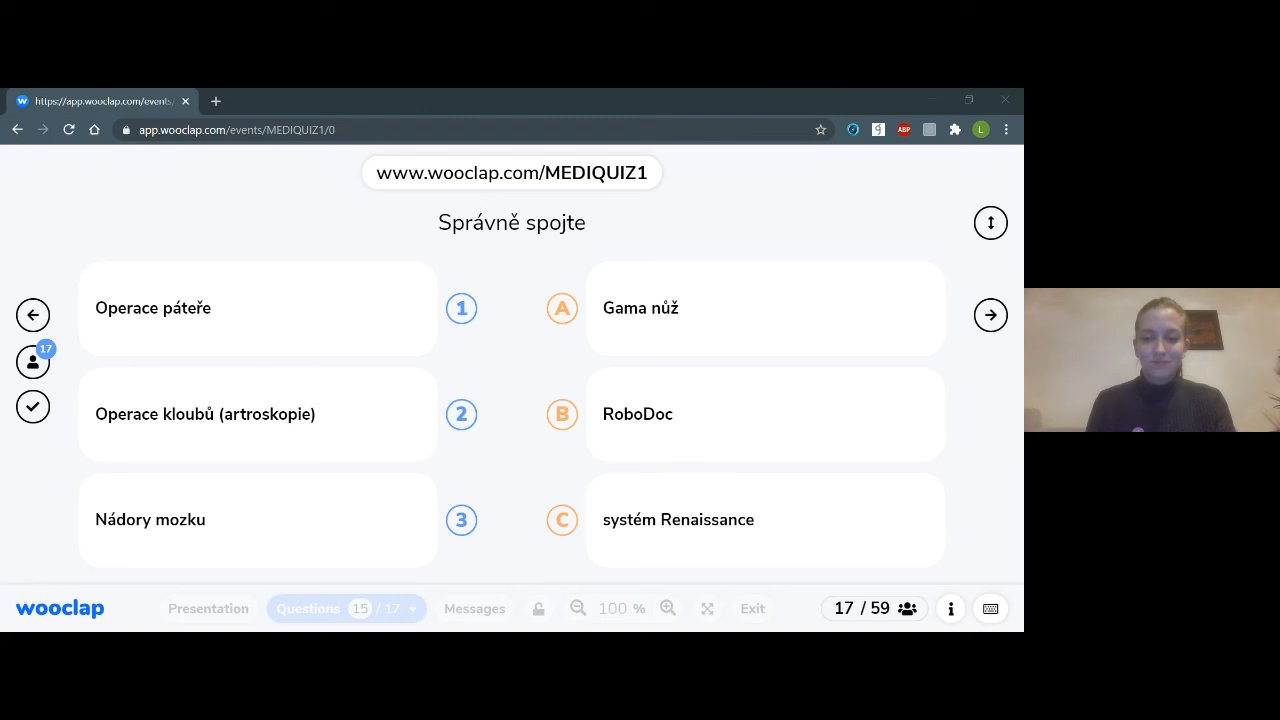 https://app.wooclap.com/events/
app.wooclap.com/events/MEDIQUIZ1/0
ABP
L
www.wooclap.com/MEDIQUIZ1
Správně spojte
Operace páteře
1
A
Gama nůž
17
Operace kloubů (artroskopie)
2
B
RoboDoc
Nádory mozku
3
C
systém Renaissance
wooclap
Presentation
Questions 15 / 17
Messages
100 %
Exit
17 / 59